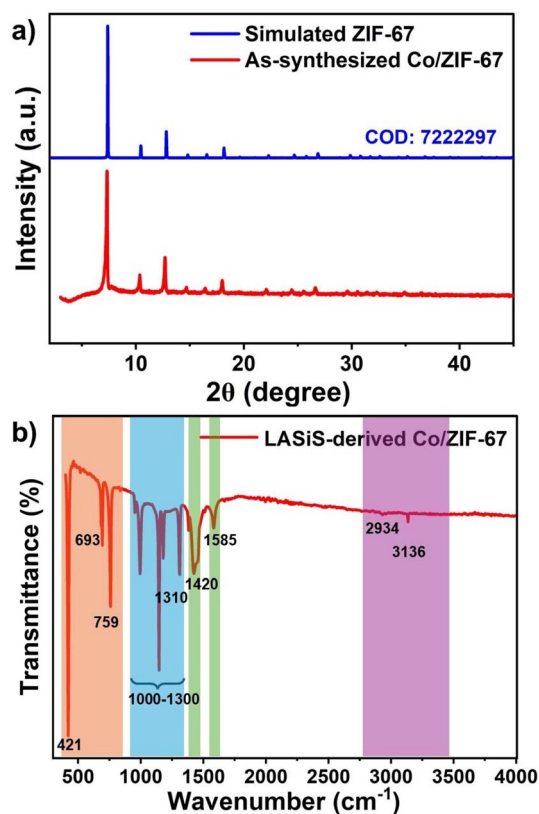 a)
Simulated ZIF-67
As-synthesized Co/ZIF-67
COD: 7222297
Intensity (a.u.)
0 10 20 30 40
2θ (degree)
b)
LASiS-derived Co/ZIF-67
693
759
421
1310
1000-1300
1420
1585
2934
3136
Transmittance (%)
500 1000 1500 2000 2500 3000 3500 4000
Wavenumber (cm⁻¹)